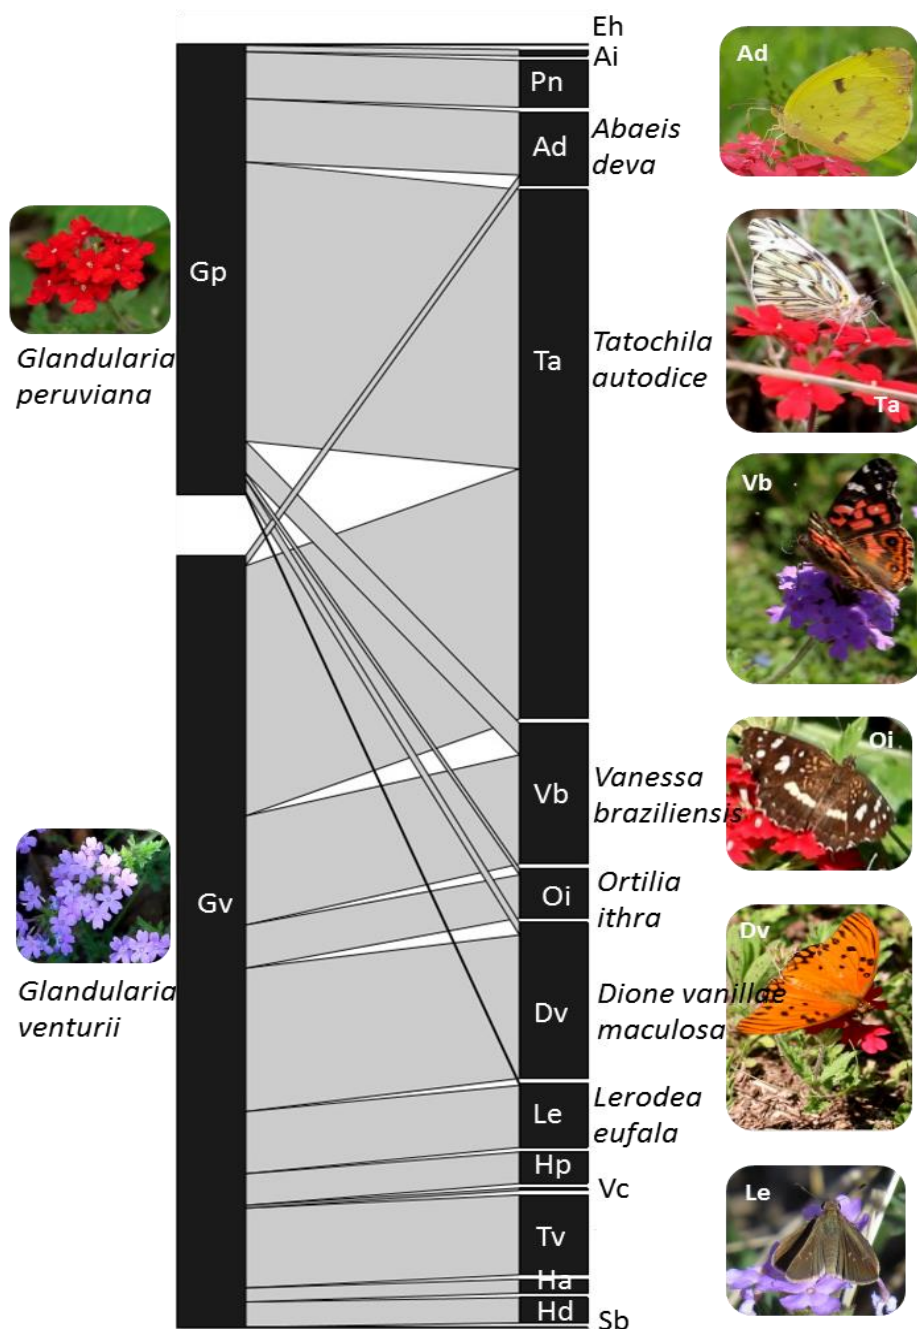 Eh
Ai
Pn
Ad
Abaeis
deva
Ad
Gp
Glandularia
peruviana
Ta
Tatochila
autodice
Ta
Vb
Vb
Vanessa
braziliensis
Oi
Gv
Glandularia
venturii
Oi
Ortilia
ithra
Dv
Dv
Dione vanillae
maculosa
Le
Lerodea
eufala
Le
Hp
Vc
Tv
Ha
Hd
Sb